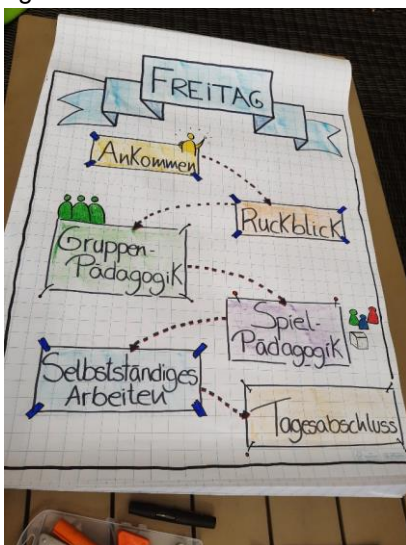 FREITAG
Ankommen
Rückblick
Gruppen-
Pädagogik
Spiel-
Pädagogik
Selbstständiges
Arbeiten
Tagesabschluss